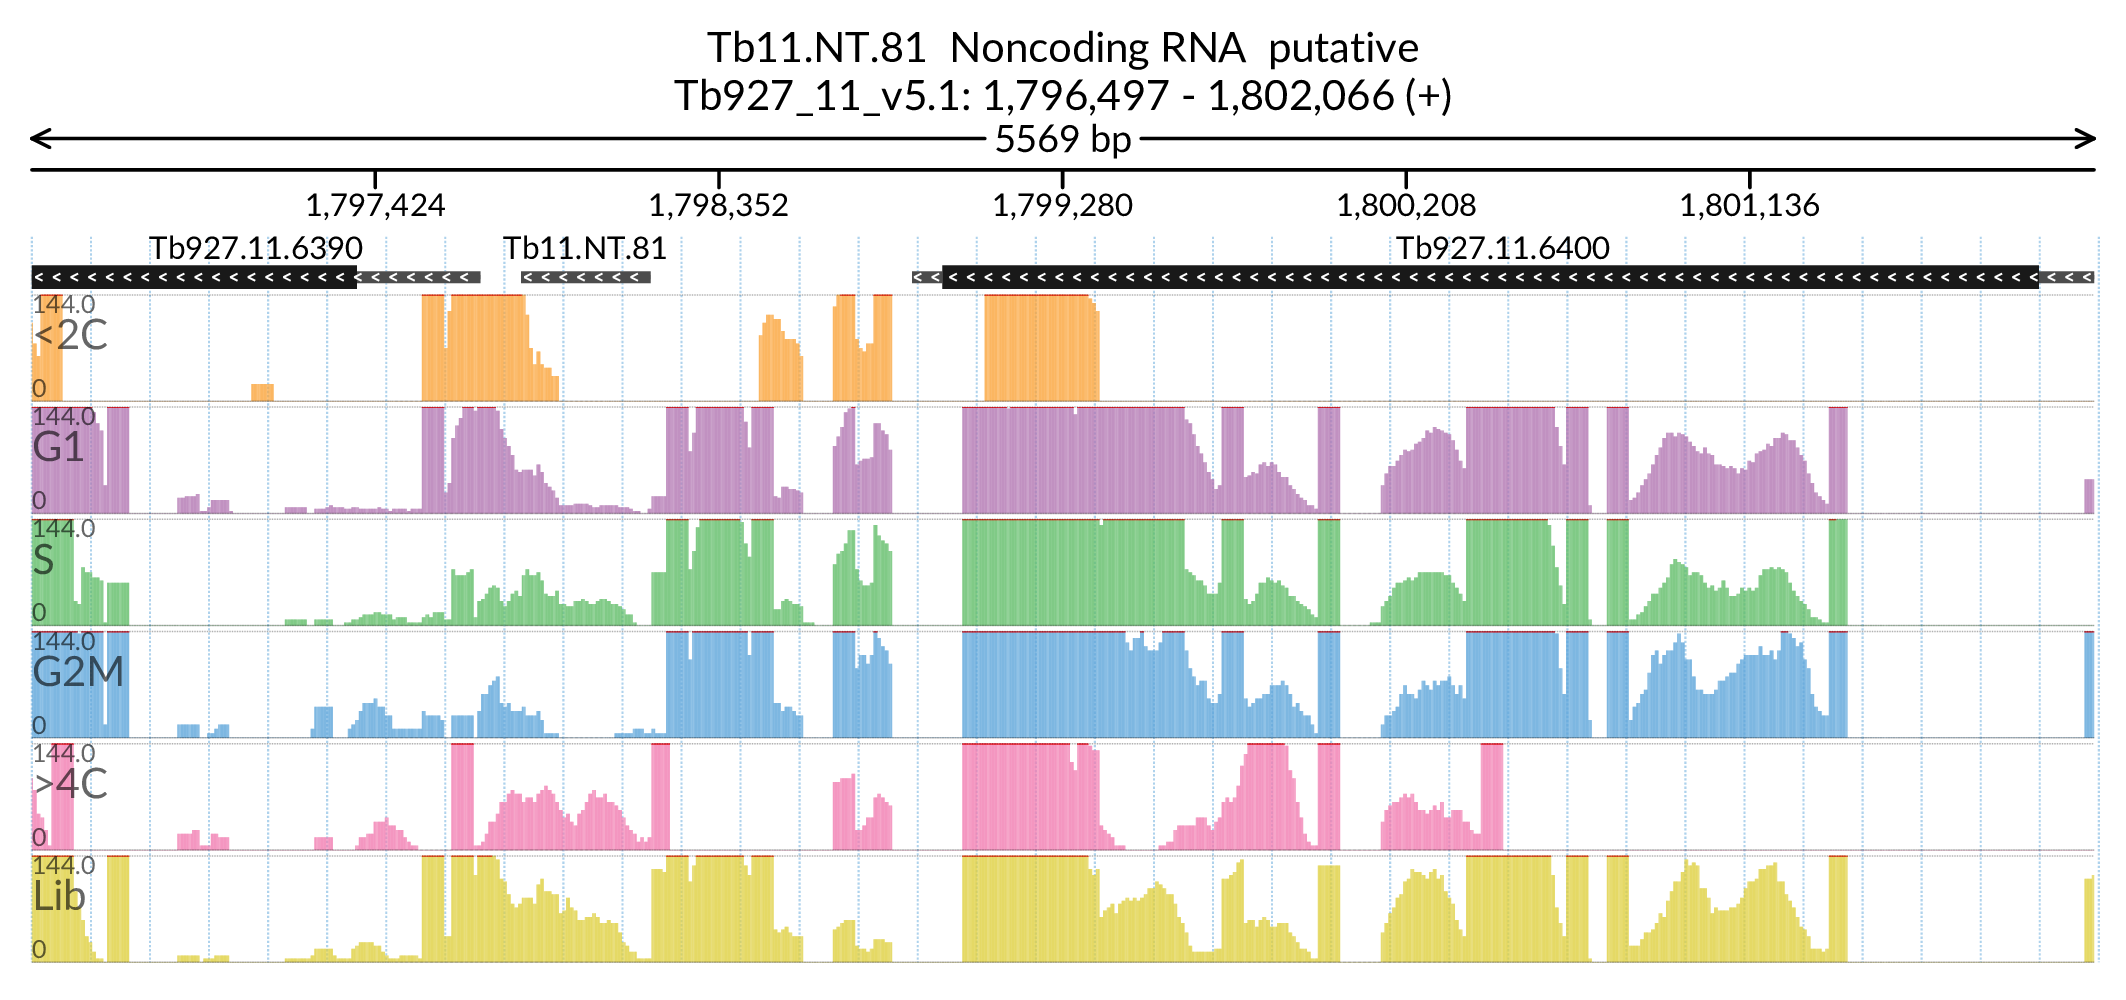 Tb11.NT.81 Noncoding RNA putative
Tb927_11_v5.1: 1,796,497 - 1,802,066 (+)
5569 bp
1,797,424 1,798,352 1,799,280 1,800,208 1,801,136
Tb927.11.6390 Tb11.NT.81 Tb927.11.6400
144.0
<2C
0
144.0
G1
0
144.0
S
0
144.0
G2M
0
144.0
>4C
0
144.0
Lib
0